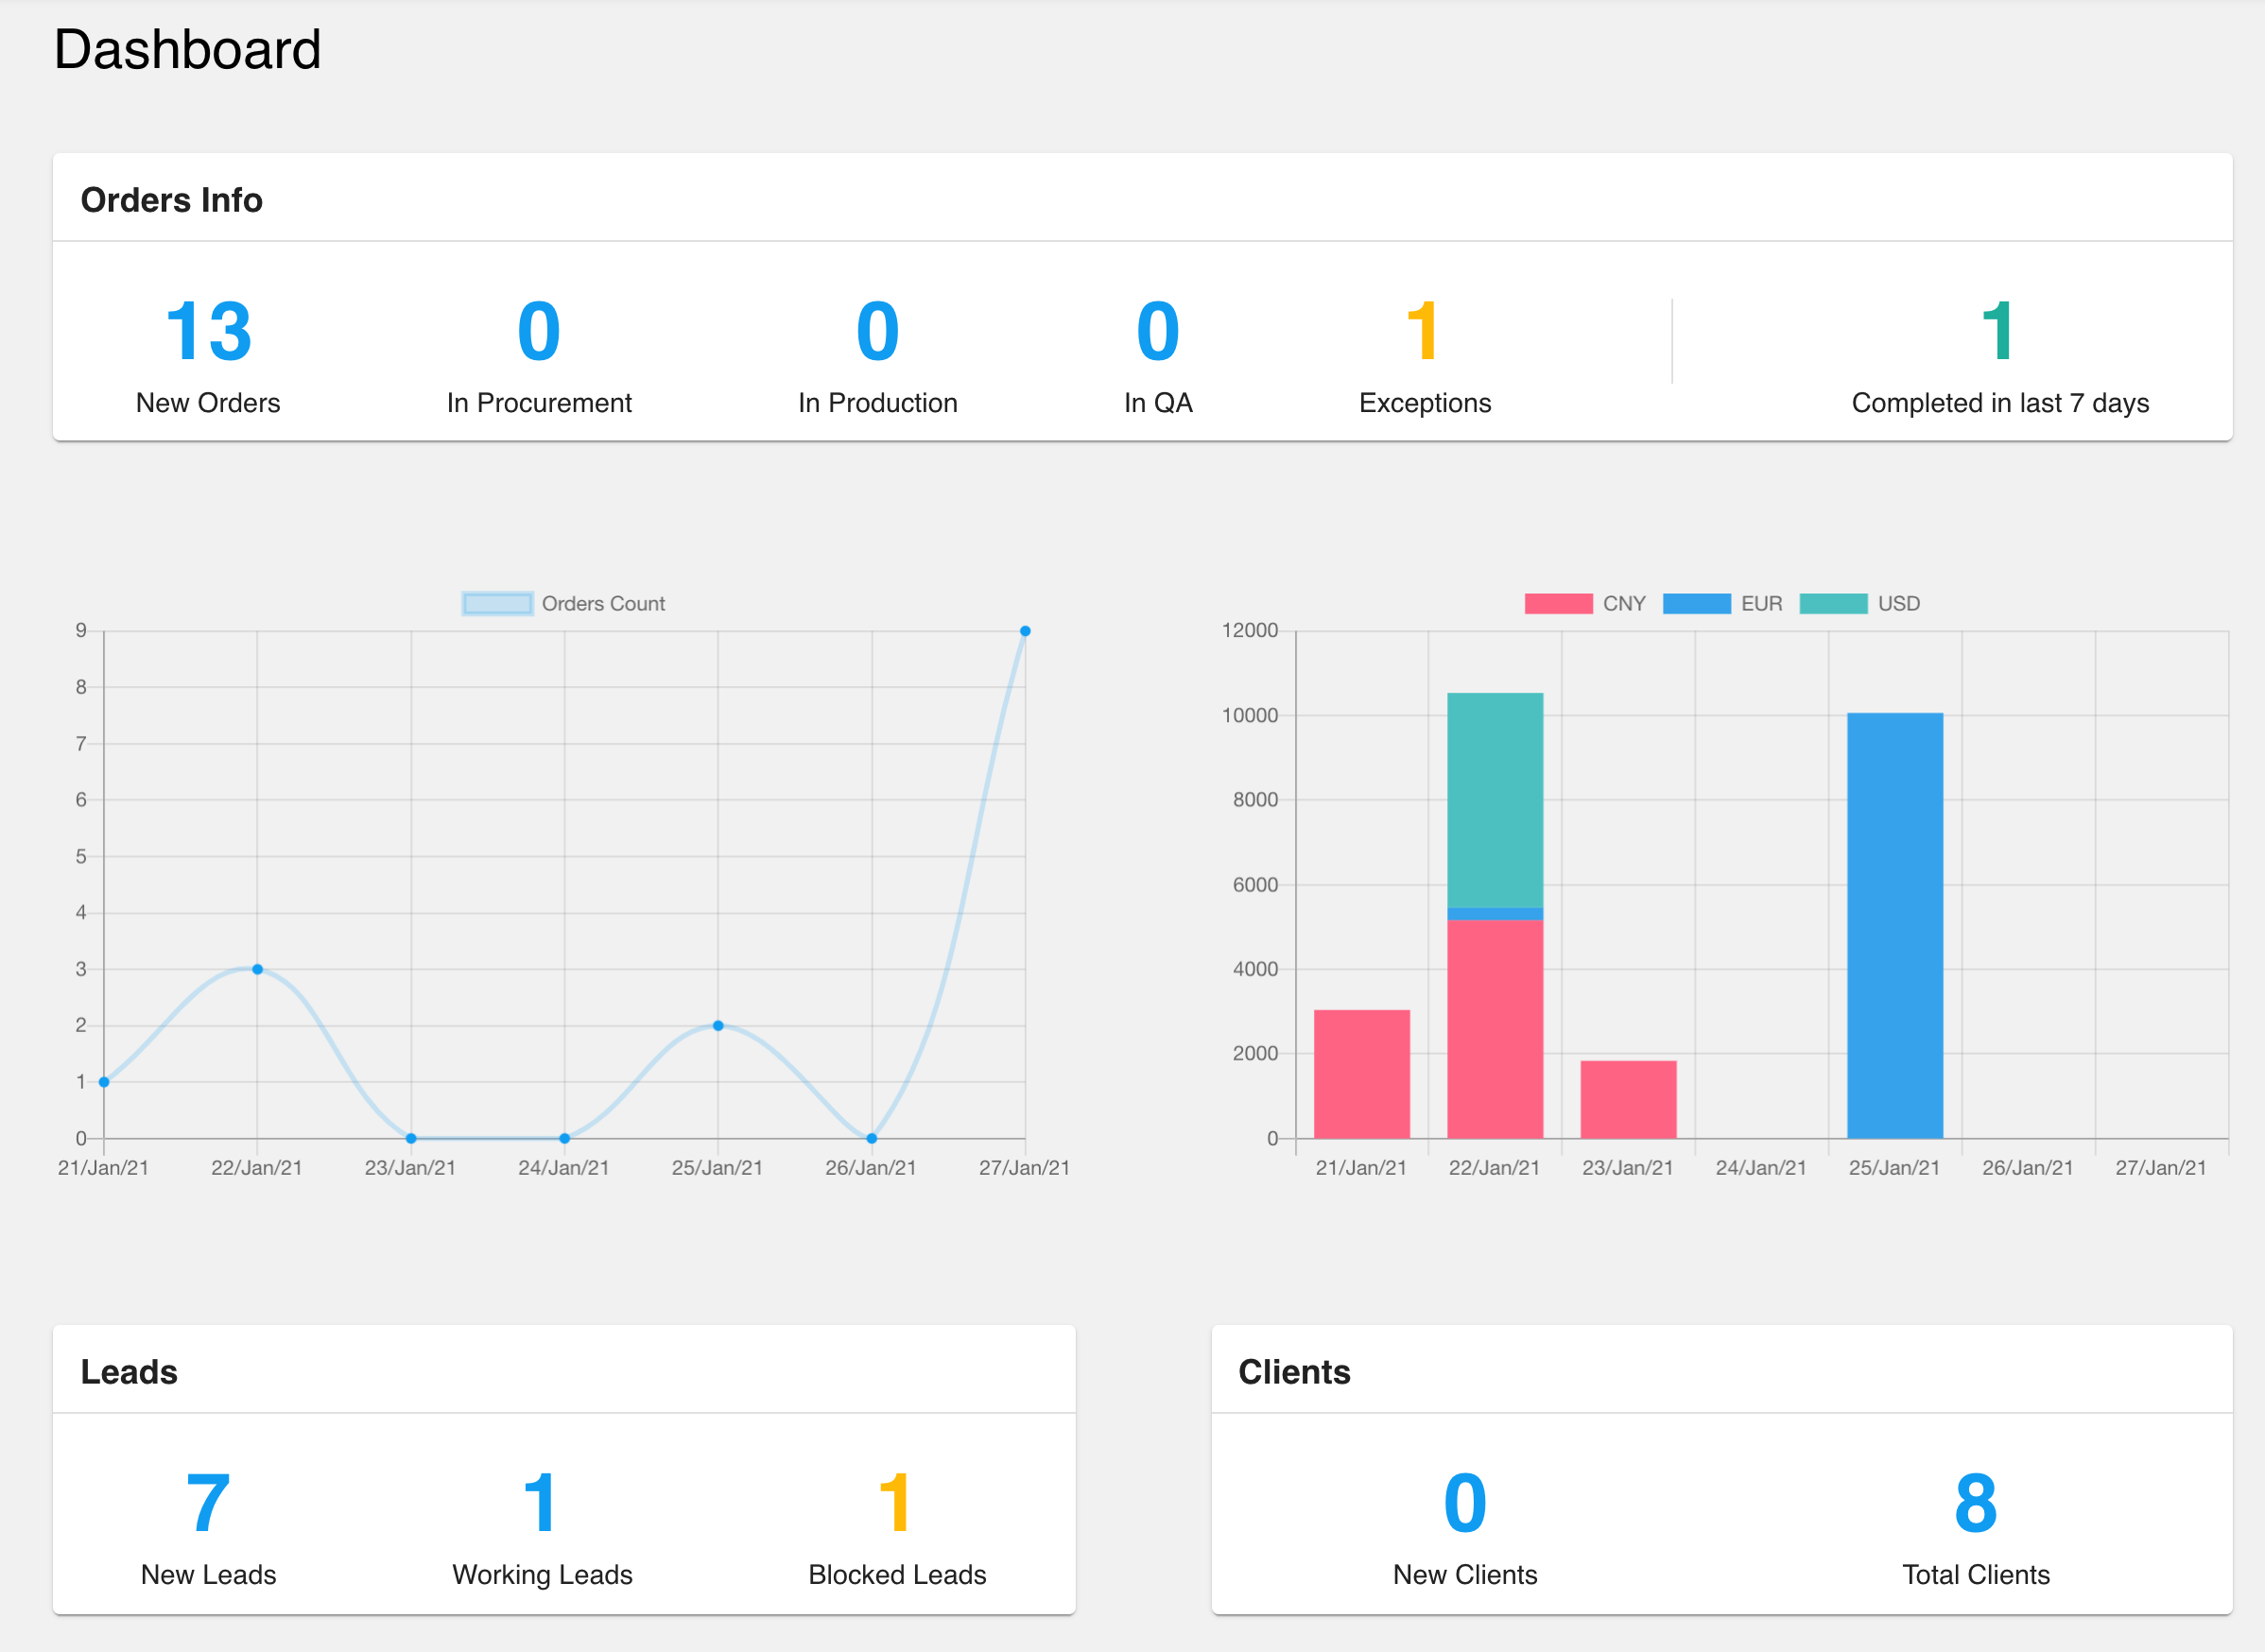 Dashboard
Orders Info
13 0 0 0 1 1
New Orders In Procurement In Production In QA Exceptions Completed in last 7 days
Orders Count
9
8
7
6
5
4
3
2
1
0
21/Jan/21 22/Jan/21 23/Jan/21 24/Jan/21 25/Jan/21 26/Jan/21 27/Jan/21
CNY EUR USD
12000
10000
8000
6000
4000
2000
0
21/Jan/21 22/Jan/21 23/Jan/21 24/Jan/21 25/Jan/21 26/Jan/21 27/Jan/21
Leads
7 1 1
New Leads Working Leads Blocked Leads
Clients
0 8
New Clients Total Clients